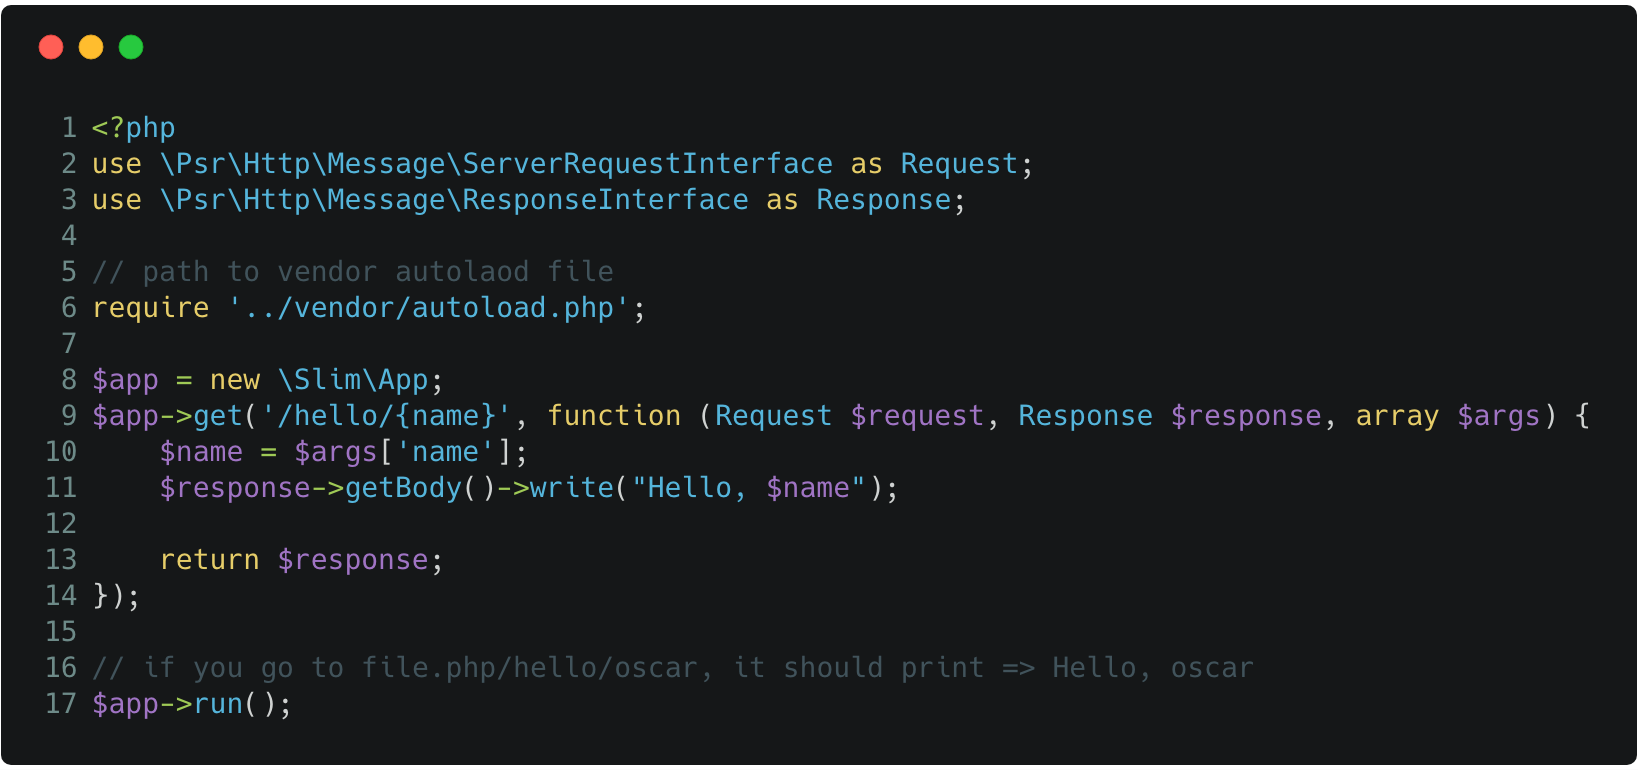 1 <?php
2 use \Psr\Http\Message\ServerRequestInterface as Request;
3 use \Psr\Http\Message\ResponseInterface as Response;
4
5 // path to vendor autolaod file
6 require '../vendor/autoload.php';
7
8 $app = new \Slim\App;
9 $app->get('/hello/{name}', function (Request $request, Response $response, array $args) {
10     $name = $args['name'];
11     $response->getBody()->write("Hello, $name");
12
13     return $response;
14 });
15
16 // if you go to file.php/hello/oscar, it should print => Hello, oscar
17 $app->run();